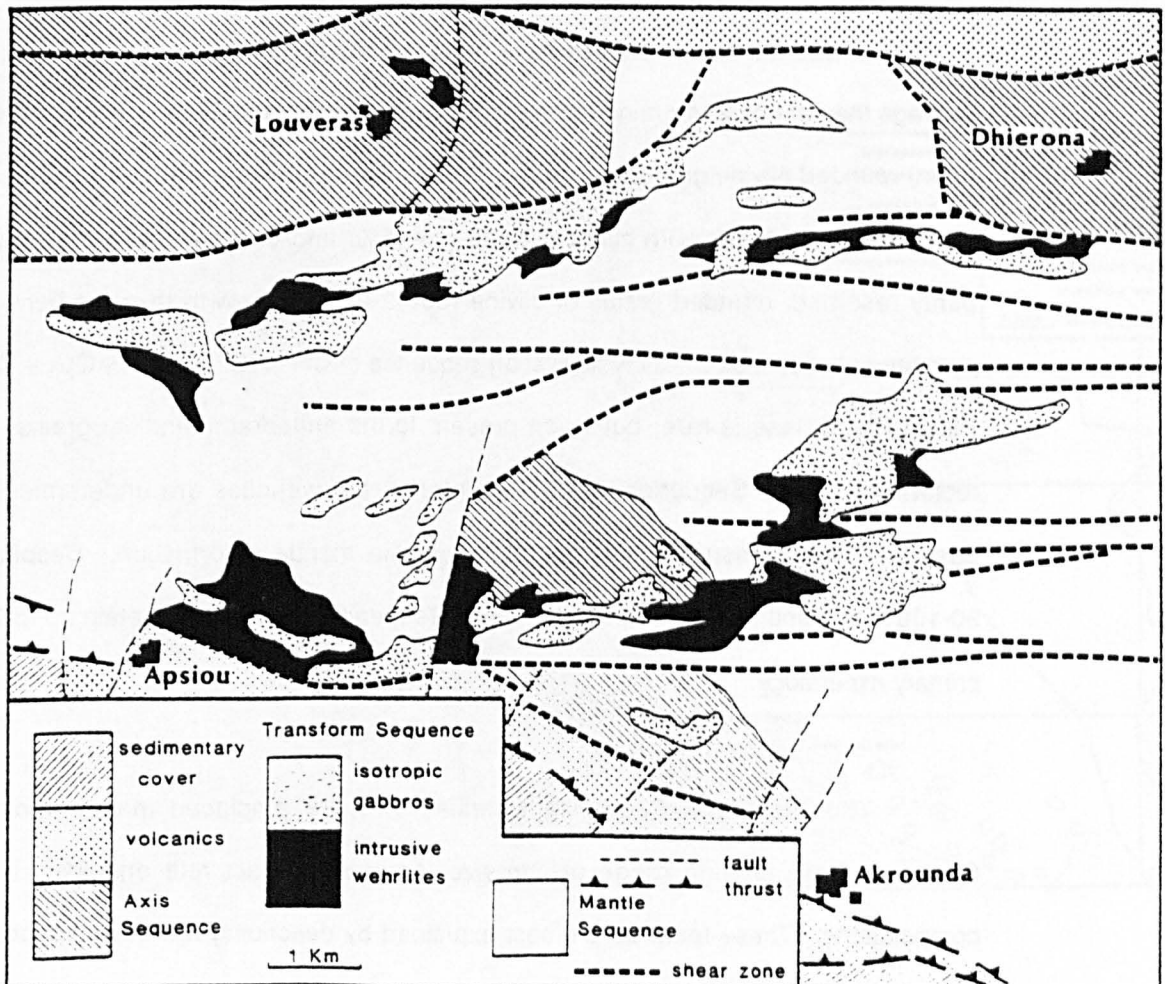 Louveras
Dhierona
Apsiou
sedimentary
cover
volcanics
Axis
Sequence
Transform Sequence
isotropic
gabbros
intrusive
wehrlites
1 Km
Mantle
Sequence
fault
thrust
shear zone
Akrounda